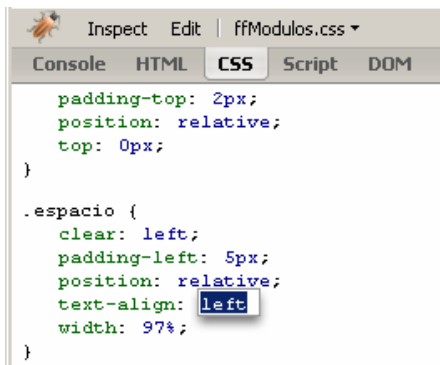 Inspect Edit | ffModulos.css ▾
Console HTML CSS Script DOM
padding-top: 2px;
position: relative;
top: 0px;
}
.espacio {
clear: left;
padding-left: 5px;
position: relative;
text-align: left
width: 97%;
}